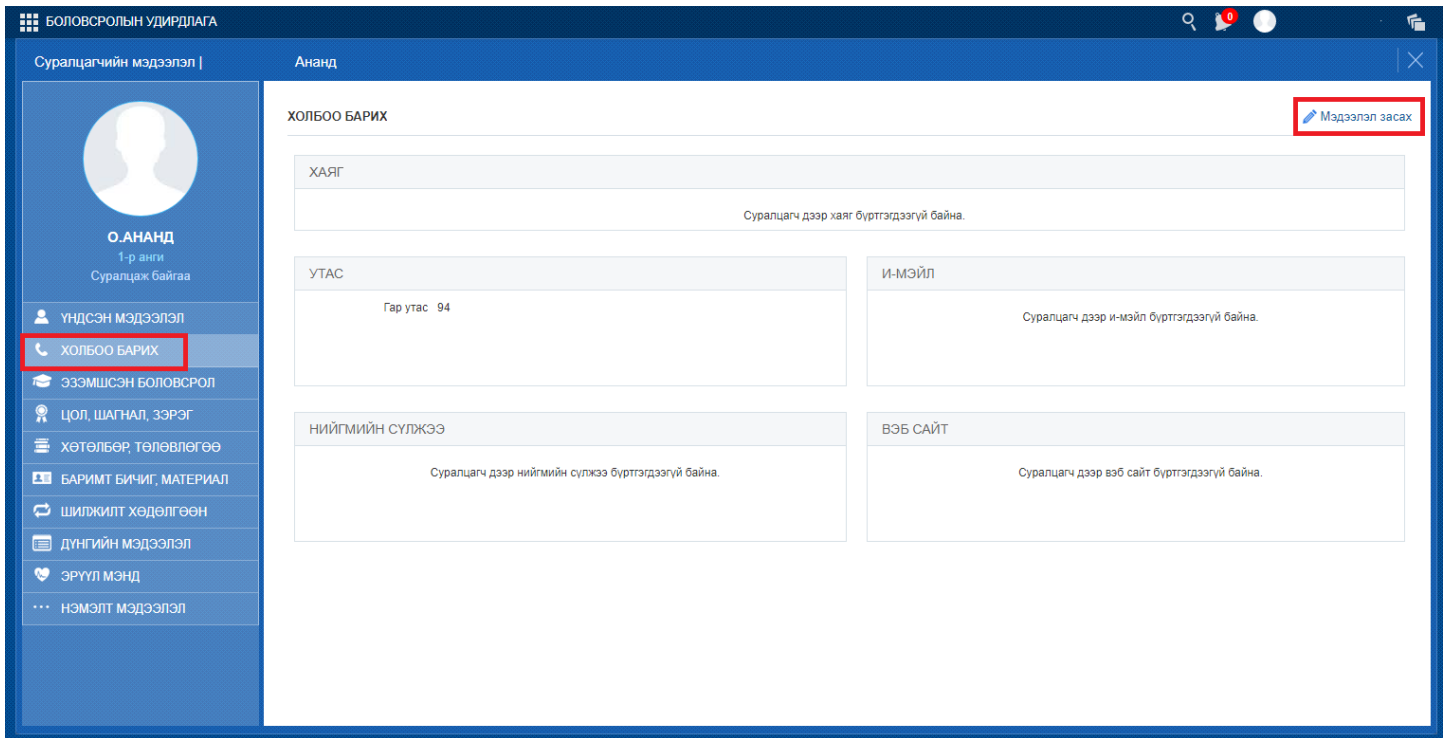 БОЛОВСРОЛЫН УДИРДЛАГА
0
Суралцагчийн мэдээлэл |
Ананд
О.АНАНД
1-р анги
Суралцаж байгаа
ҮНДСЭН МЭДЭЭЛЭЛ
ХОЛБОО БАРИХ
ЭЗЭМШСЭН БОЛОВСРОЛ
ЦОЛ, ШАГНАЛ, ЗЭРЭГ
ХӨТӨЛБӨР, ТӨЛӨВЛӨГӨӨ
БАРИМТ БИЧИГ, МАТЕРИАЛ
ШИЛЖИЛТ ХӨДӨЛГӨӨН
ДҮНГИЙН МЭДЭЭЛЭЛ
ЭРҮҮЛ МЭНД
НЭМЭЛТ МЭДЭЭЛЭЛ
ХОЛБОО БАРИХ
Мэдээлэл засах
ХАЯГ
Суралцагч дээр хаяг бүртгэгдээгүй байна.
УТАС
Гар утас 94
И-МЭЙЛ
Суралцагч дээр и-мэйл бүртгэгдээгүй байна.
НИЙГМИЙН СҮЛЖЭЭ
Суралцагч дээр нийгмийн сүлжээ бүртгэгдээгүй байна.
ВЭБ САЙТ
Суралцагч дээр вэб сайт бүртгэгдээгүй байна.